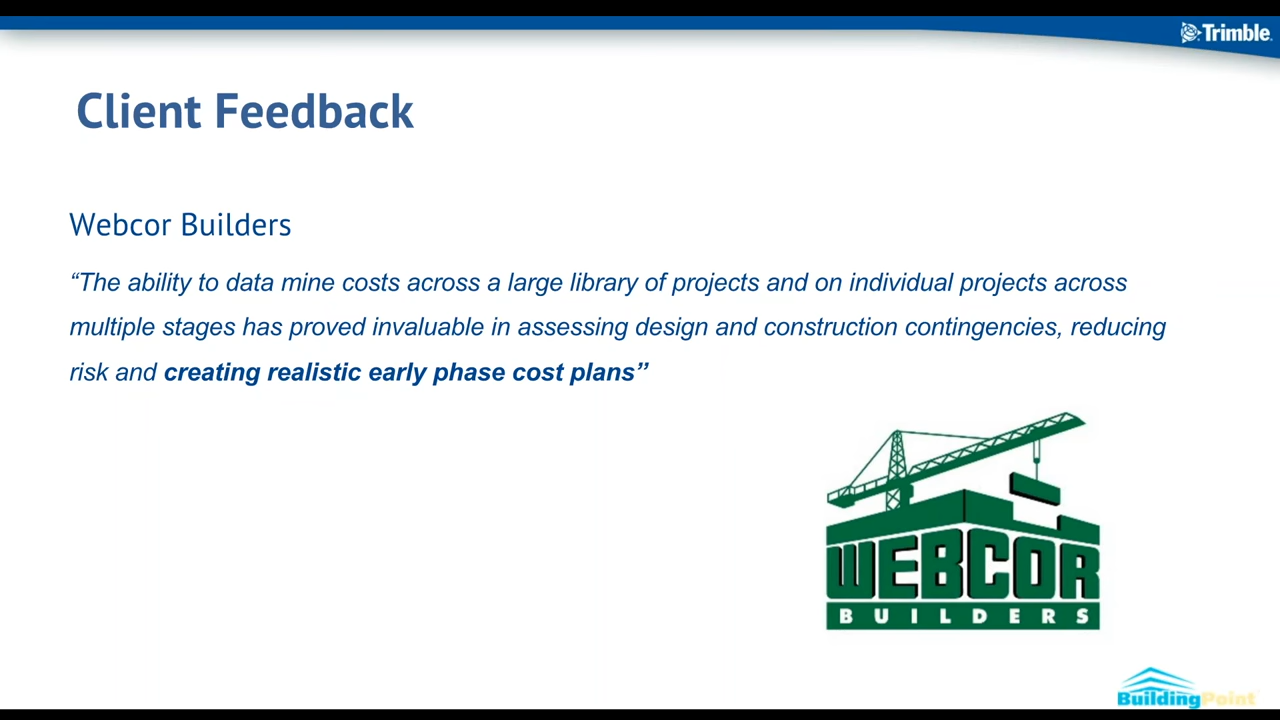 Trimble.
Client Feedback
Webcor Builders
“The ability to data mine costs across a large library of projects and on individual projects across
multiple stages has proved invaluable in assessing design and construction contingencies, reducing
risk and creating realistic early phase cost plans”
WEBCOR
BUILDERS
BuildingPoint